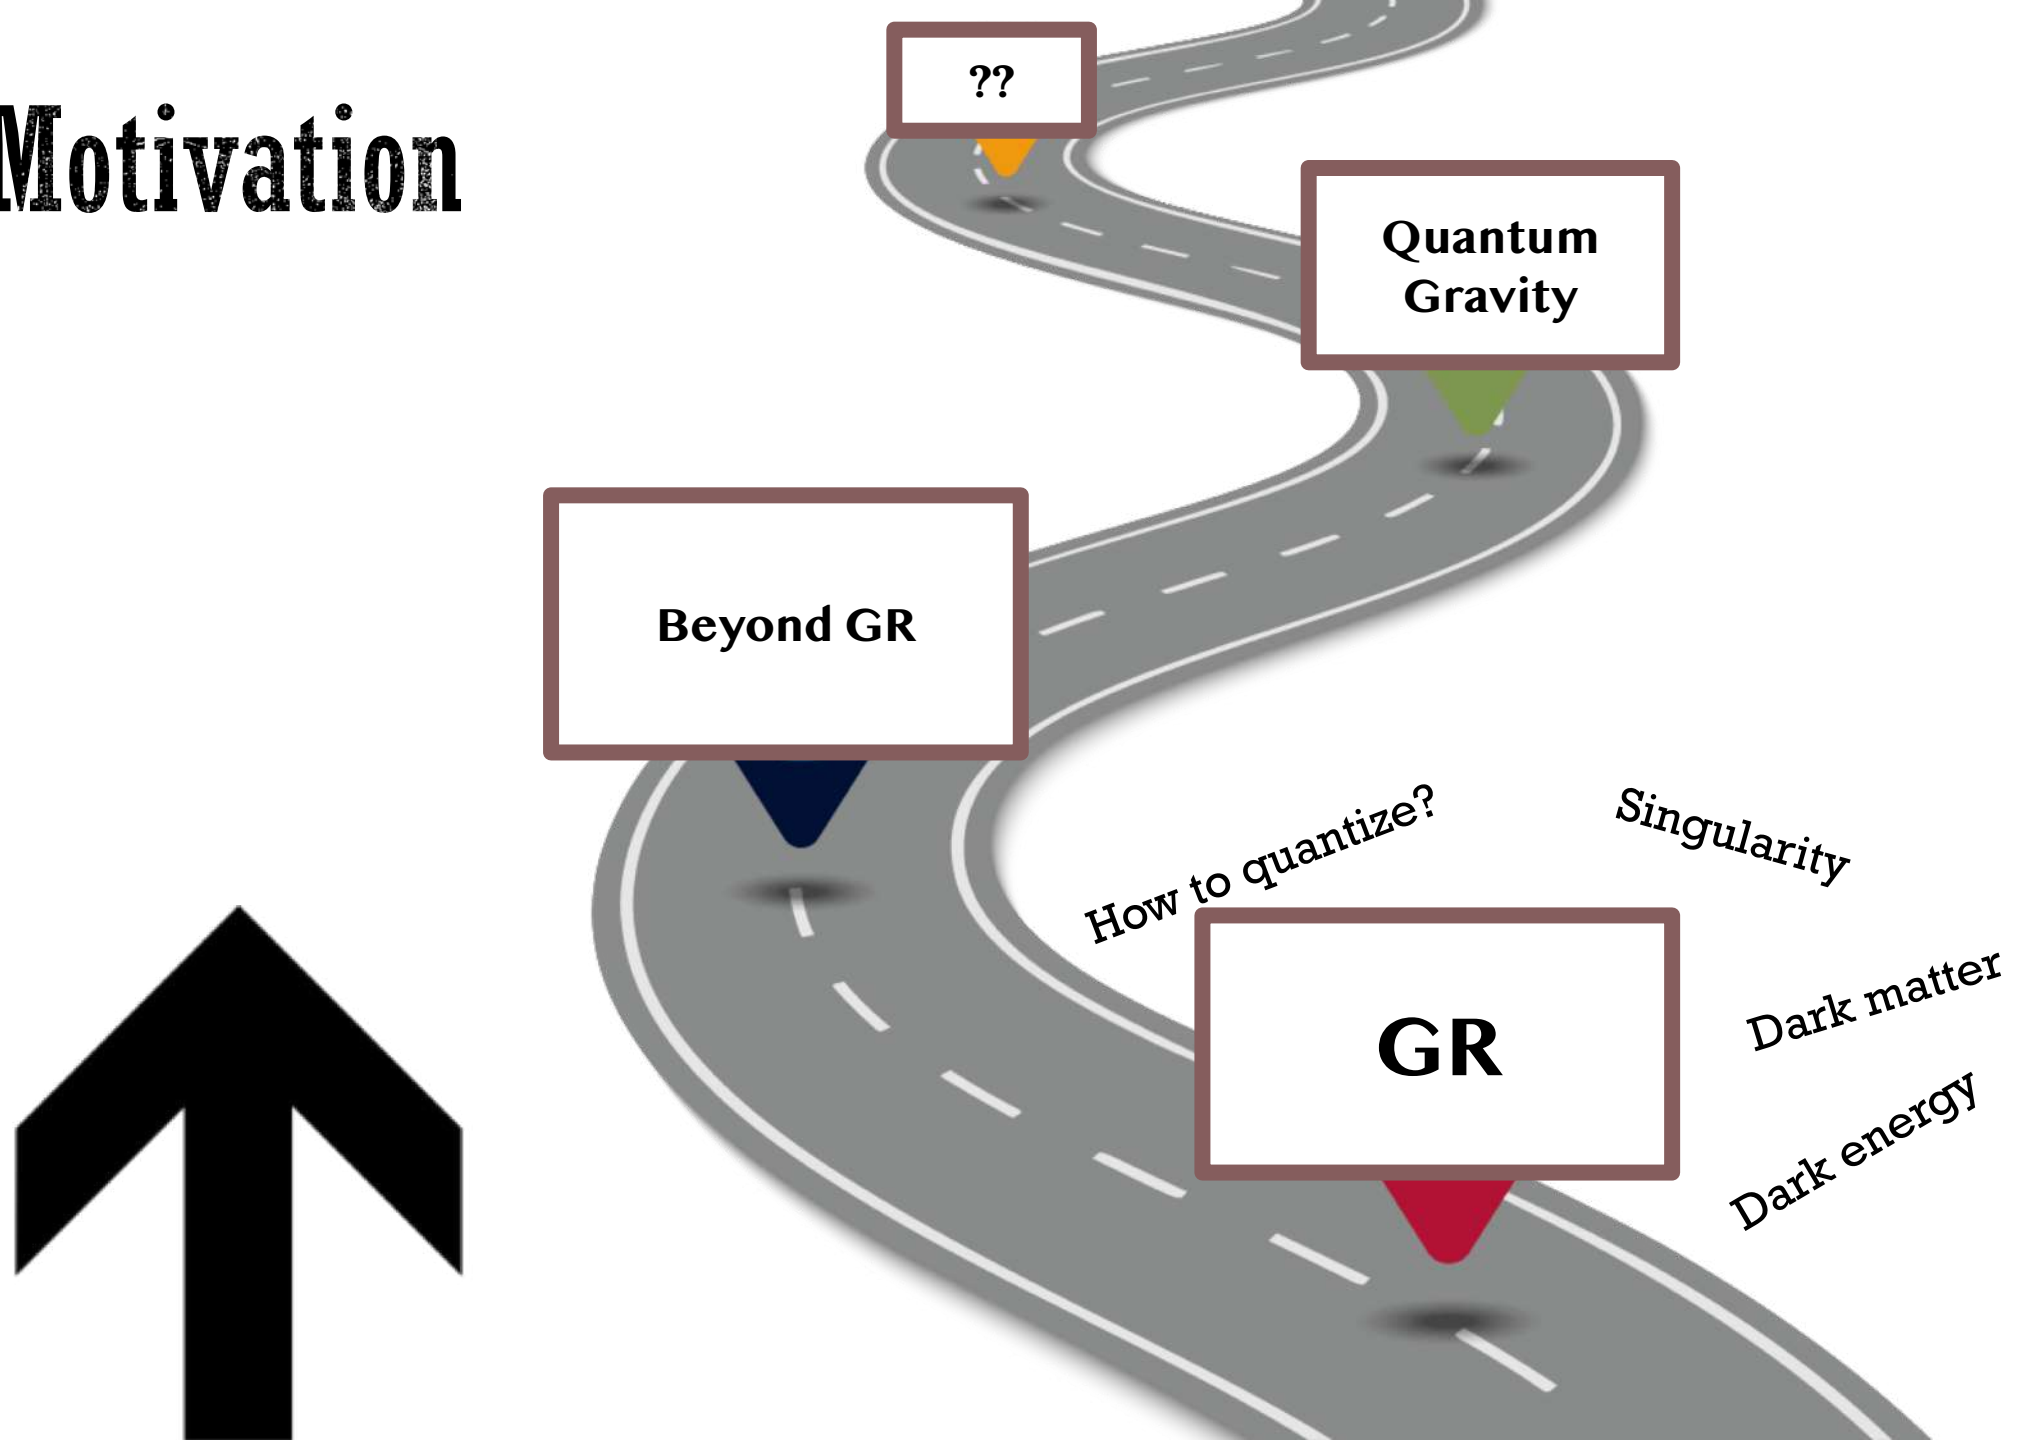 Motivation
??
Quantum
Gravity
Beyond GR
How to quantize?
Singularity
GR
Dark matter
Dark energy